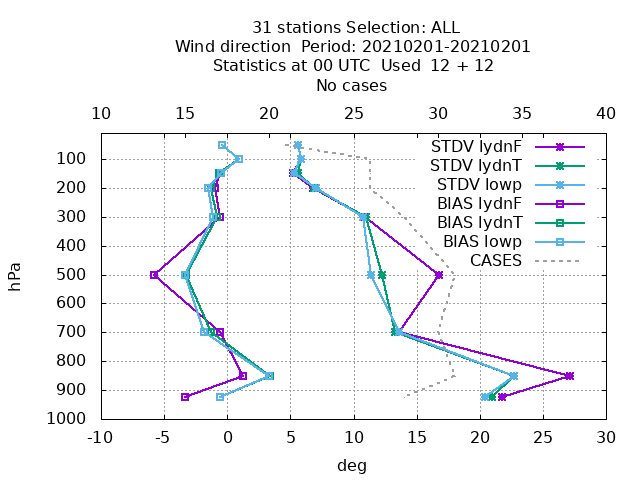 31 stations Selection: ALL
Wind direction  Period: 20210201-20210201
Statistics at 00 UTC  Used  12 + 12
No cases
10 15 20 25 30 35 40
STDV lydnF
STDV lydnT
STDV lowp
BIAS lydnF
BIAS lydnT
BIAS lowp
CASES
hPa
100
200
300
400
500
600
700
800
900
1000
-10 -5 0 5 10 15 20 25 30
deg